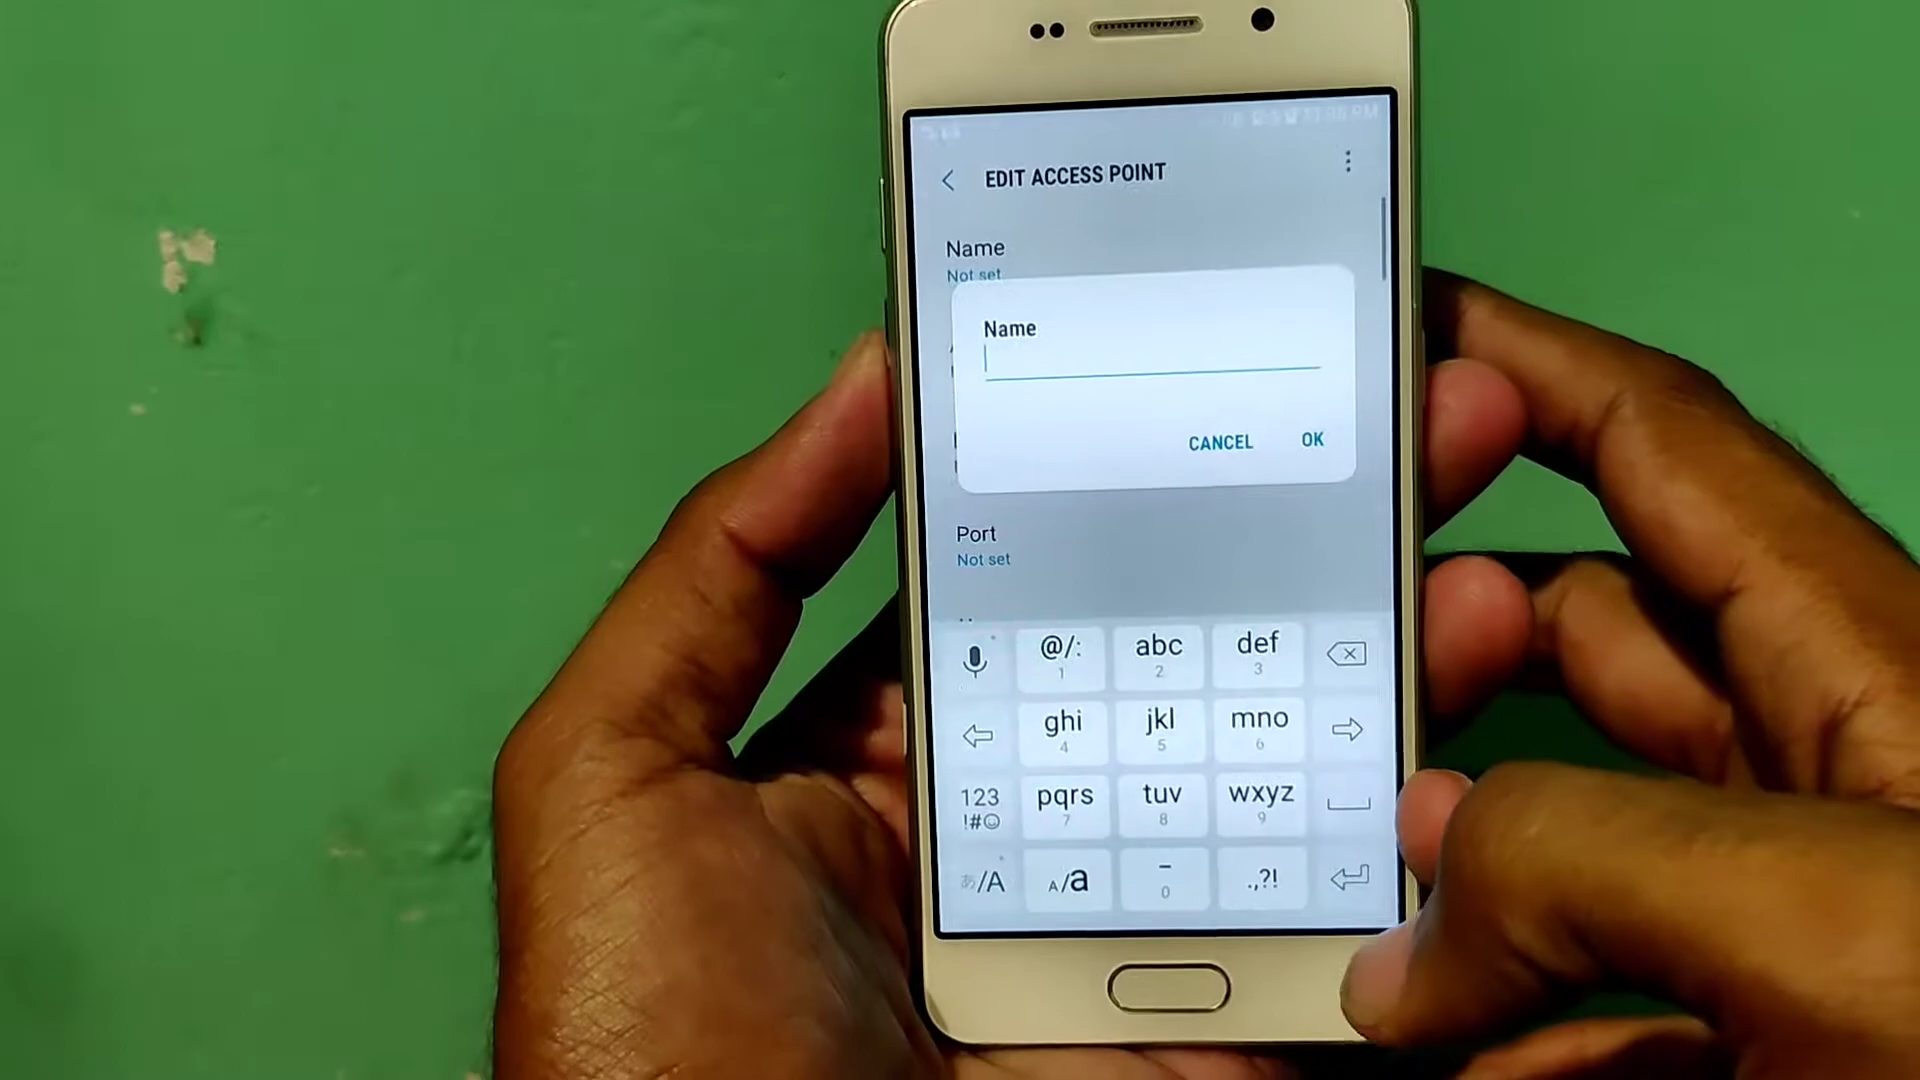 EDIT ACCESS POINT
Name
Not set
Name
CANCEL OK
Port
Not set
@/: abc def
1 2 3
ghi jkl mno
4 5 6
123 pqrs tuv wxyz
!#☺ 7 8 9
あ/A A/a - .,?!
0